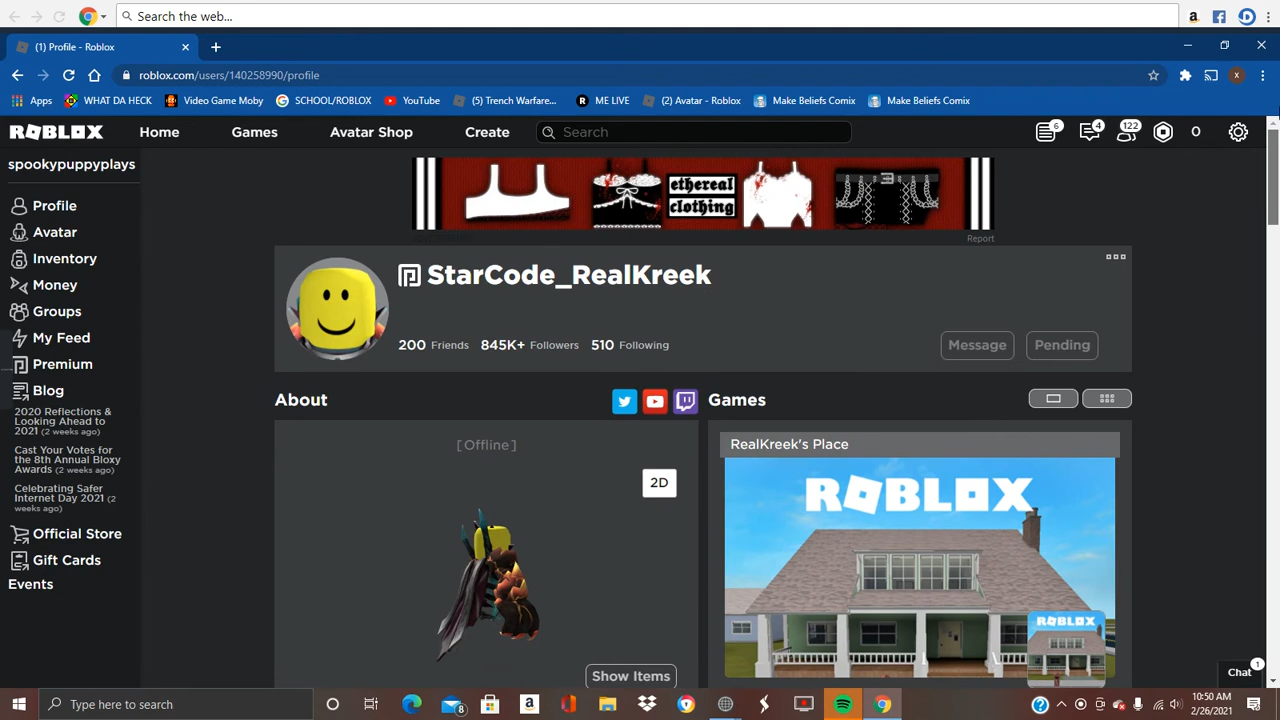 Search the web...
(1) Profile - Roblox
roblox.com/users/140258990/profile
X
Apps WHAT DA HECK Video Game Moby SCHOOL/ROBLOX YouTube (5) Trench Warfare... ME LIVE (2) Avatar - Roblox Make Beliefs Comix Make Beliefs Comix
ROBLOX Home Games Avatar Shop Create Search 6 4 122 0
spookypuppyplays
Profile
Avatar
Inventory
Money
Groups
My Feed
Premium
Blog
2020 Reflections &
Looking Ahead to
2021 (2 weeks ago)
Cast Your Votes for
the 8th Annual Bloxy
Awards (2 weeks ago)
Celebrating Safer
Internet Day 2021 (2
weeks ago)
Official Store
Gift Cards
Events
ethereal
clothing
Report
StarCode_RealKreek
200 Friends 845K+ Followers 510 Following
Message Pending
About
[ Offline ]
2D
Show Items
Games
RealKreek's Place
ROBLOX
ROBLOX
Chat 1
Type here to search
8
10:50 AM
2/26/2021